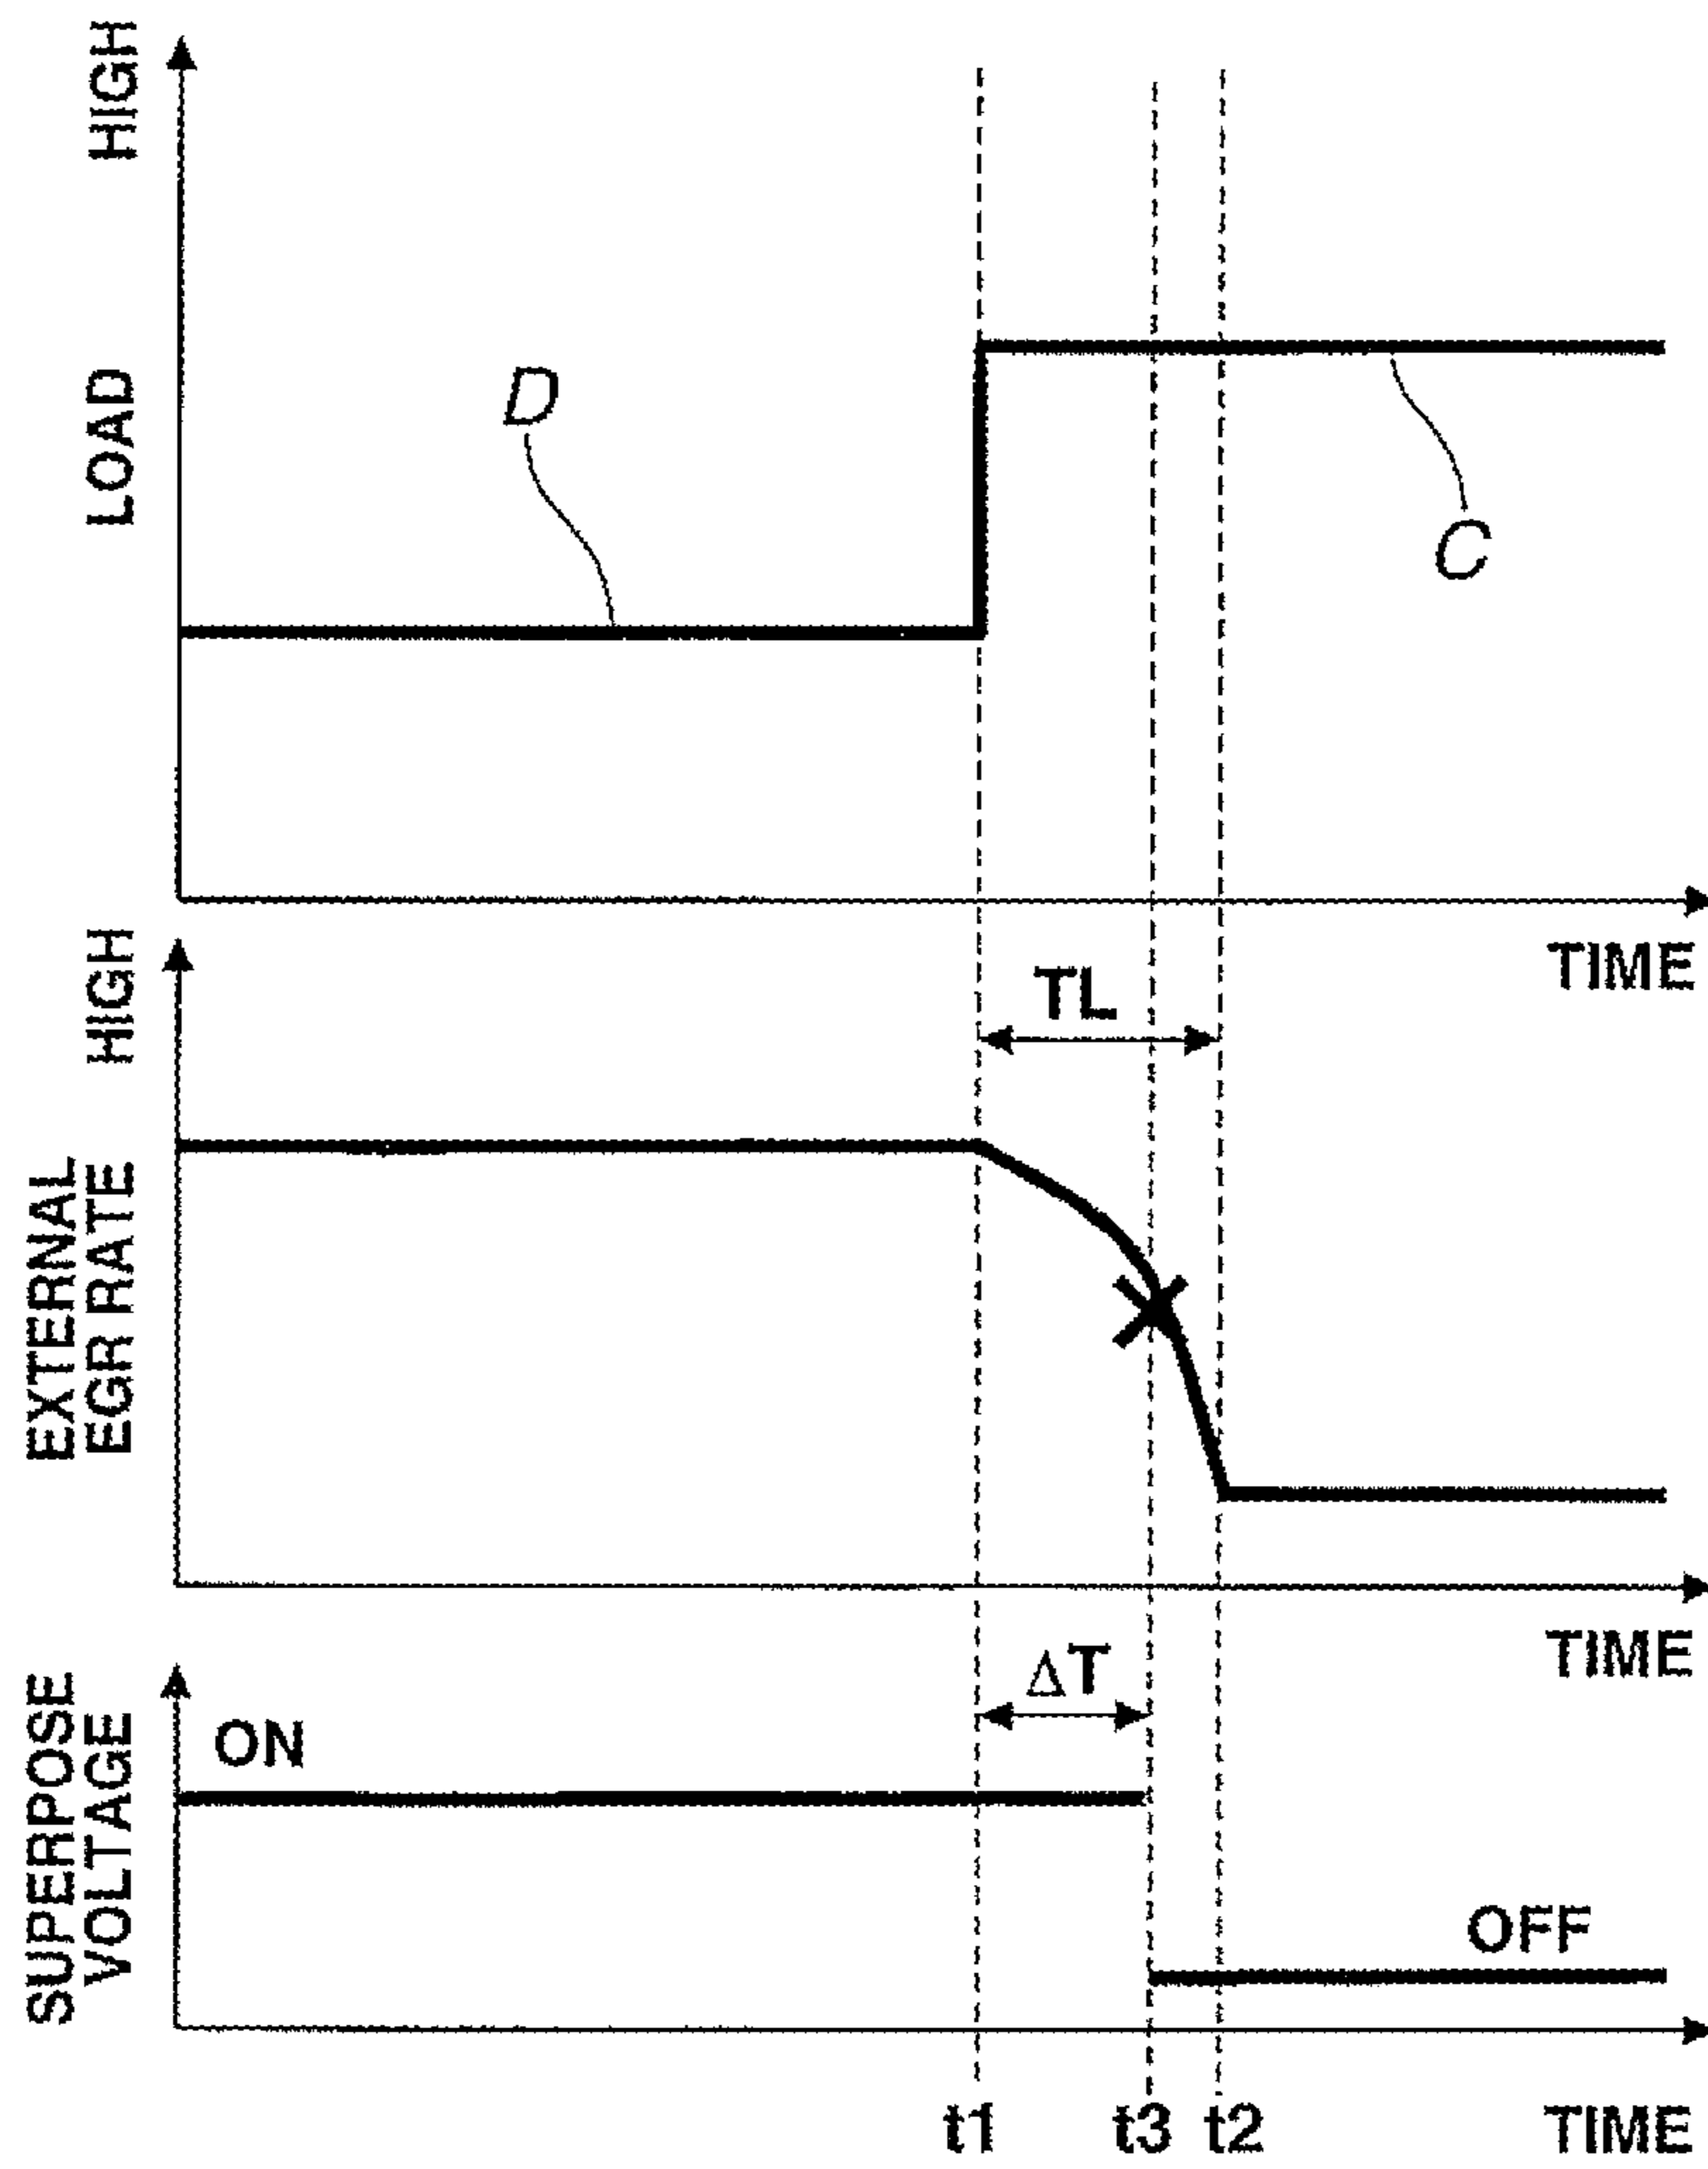 HIGH
LOAD
D
C
TIME
HIGH
EXTERNAL
EGR RATE
TL
TIME
SUPERPOSE
VOLTAGE
ΔT
ON
OFF
t1
t3
t2
TIME